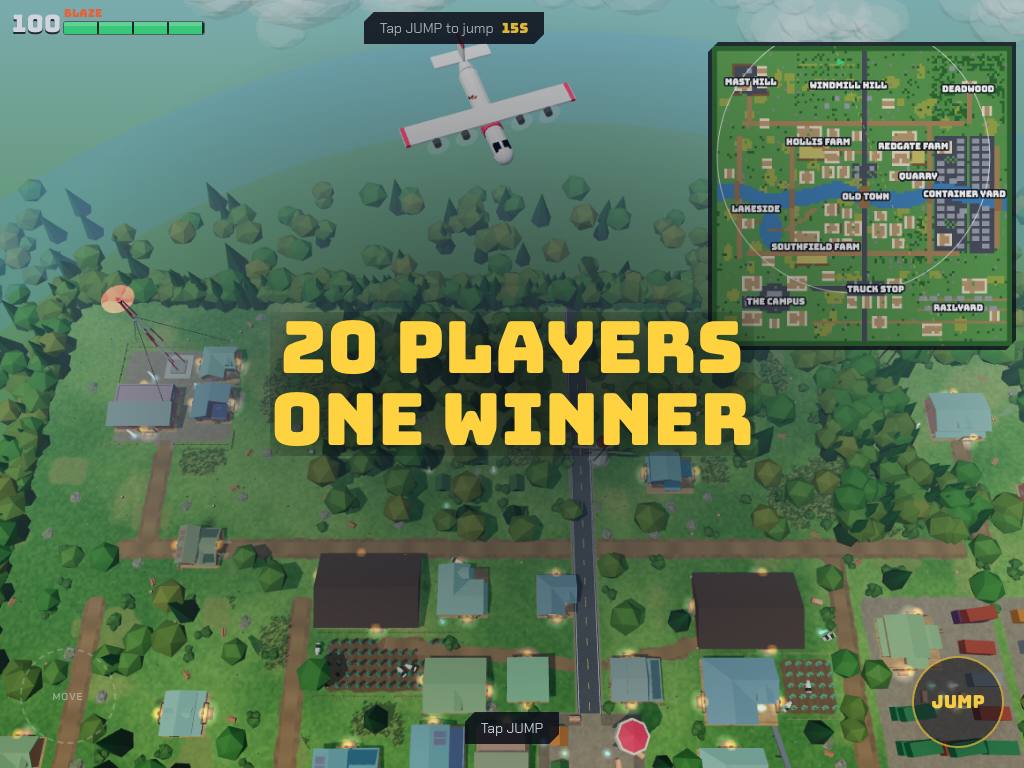 100 BLAZE
Tap JUMP to jump 15S
MAST HILL
WINDMILL HILL
DEADWOOD
HOLLIS FARM
REDGATE FARM
QUARRY
CONTAINER YARD
OLD TOWN
LAKESIDE
SOUTHFIELD FARM
TRUCK STOP
THE CAMPUS
RAILYARD
20 PLAYERS
ONE WINNER
MOVE
JUMP
Tap JUMP